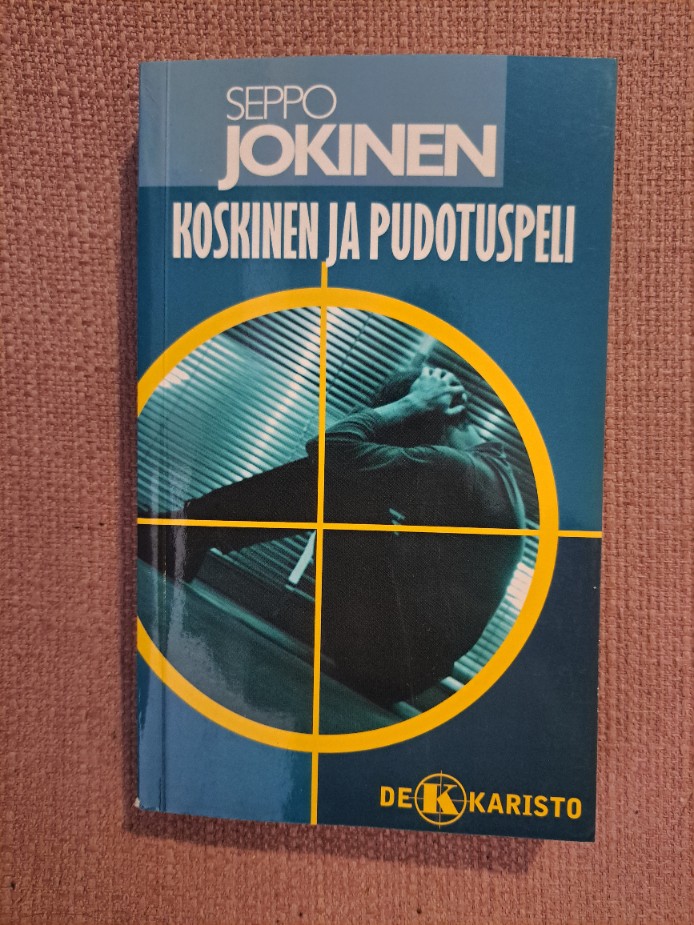 SEPPO
JOKINEN
KOSKINEN JA PUDOTUSPELI
DEKKARISTO